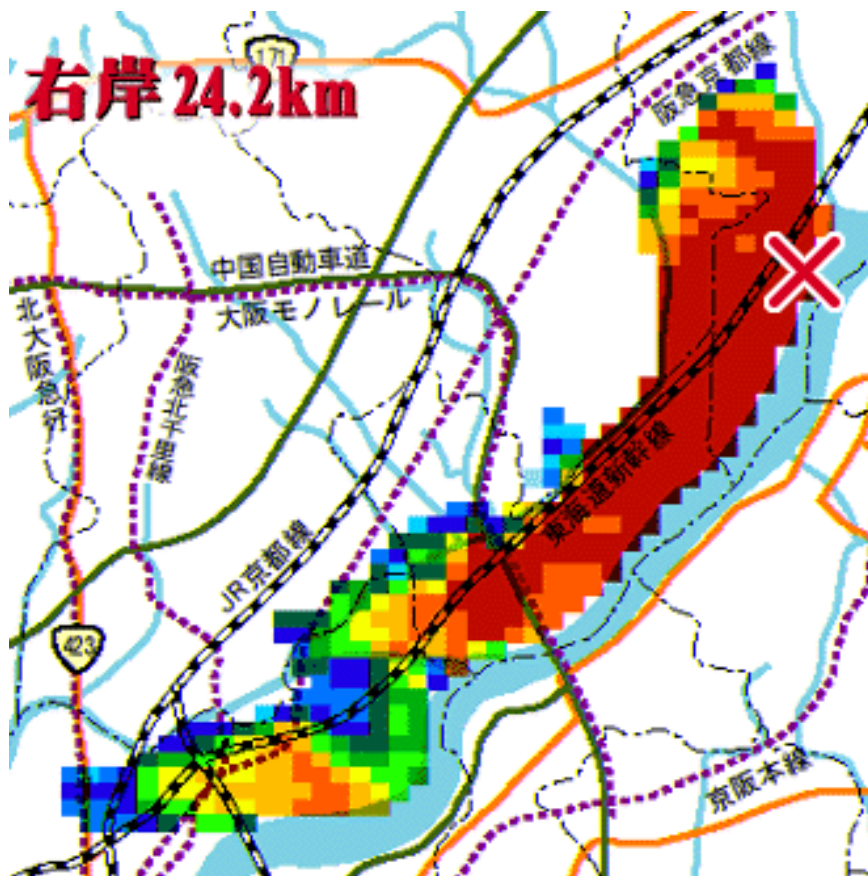 171
右岸 24.2km
阪急京都線
中国自動車道
大阪モノレール
北大阪急行
阪急北千里線
東海道新幹線
JR京都線
423
京阪本線